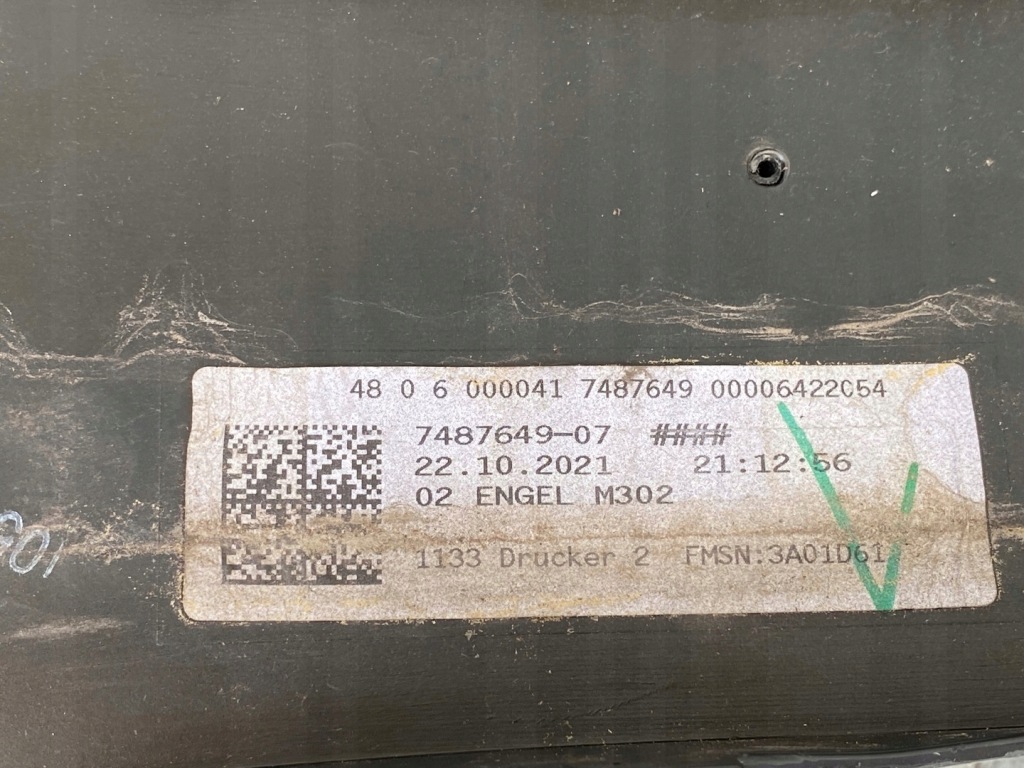 48 0 6 000041 7487649 00006422054
7487649-07 ####
22.10.2021 21:12:56
02 ENGEL M302
1133 Drucker 2 FMSN:3A01D61